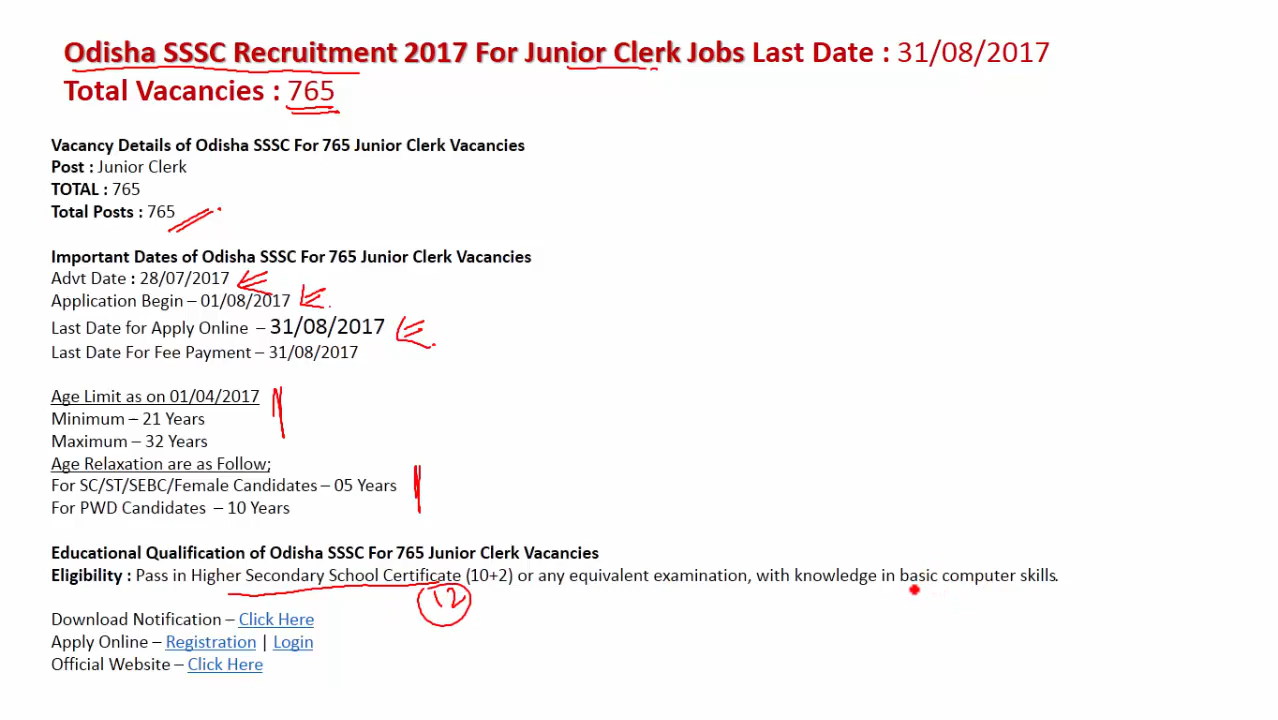 Odisha SSSC Recruitment 2017 For Junior Clerk Jobs Last Date : 31/08/2017
Total Vacancies : 765
Vacancy Details of Odisha SSSC For 765 Junior Clerk Vacancies
Post : Junior Clerk
TOTAL : 765
Total Posts : 765
Important Dates of Odisha SSSC For 765 Junior Clerk Vacancies
Advt Date : 28/07/2017
Application Begin – 01/08/2017
Last Date for Apply Online – 31/08/2017
Last Date For Fee Payment – 31/08/2017
Age Limit as on 01/04/2017
Minimum – 21 Years
Maximum – 32 Years
Age Relaxation are as Follow;
For SC/ST/SEBC/Female Candidates – 05 Years
For PWD Candidates – 10 Years
Educational Qualification of Odisha SSSC For 765 Junior Clerk Vacancies
Eligibility : Pass in Higher Secondary School Certificate (10+2) or any equivalent examination, with knowledge in basic computer skills.
12
Download Notification – Click Here
Apply Online – Registration | Login
Official Website – Click Here